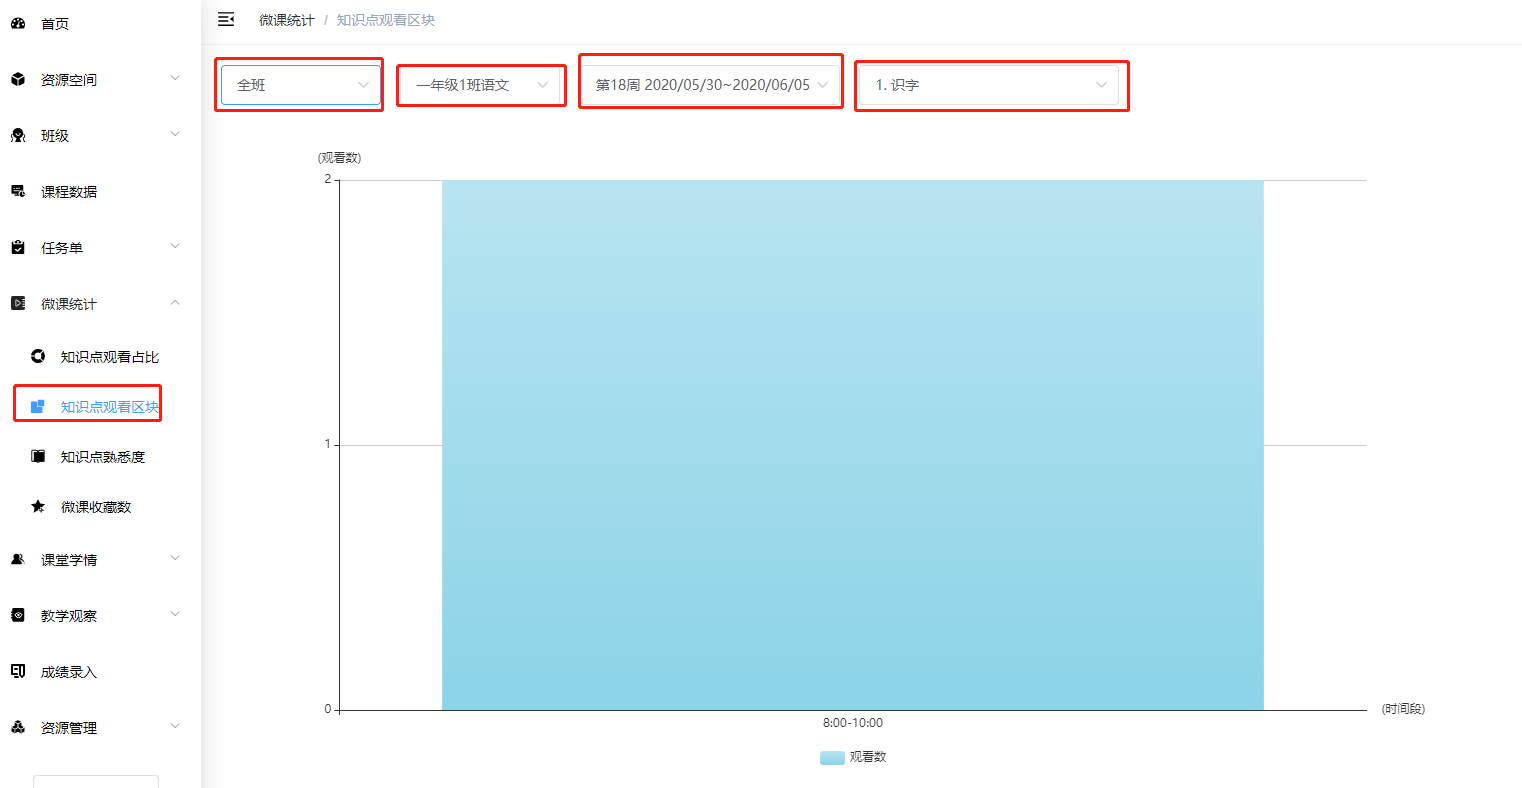 首页
资源空间
班级
课程数据
任务单
微课统计
知识点观看占比
知识点观看区块
知识点熟悉度
微课收藏数
课堂学情
教学观察
成绩录入
资源管理
微课统计 / 知识点观看区块
全班
一年级1班语文
第18周 2020/05/30~2020/06/05
1. 识字
(观看数)
2
1
0
8:00-10:00
(时间段)
观看数